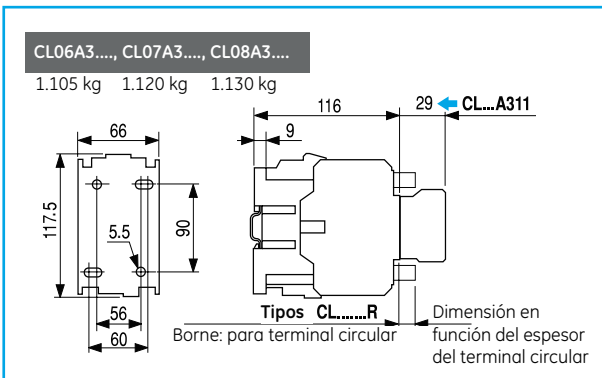 CL06A3...., CL07A3...., CL08A3....
1.105 kg 1.120 kg 1.130 kg
116
29
CL...A311
66
9
117.5
5.5
90
56
60
Tipos CL......R
Borne: para terminal circular
Dimensión en
función del espesor
del terminal circular